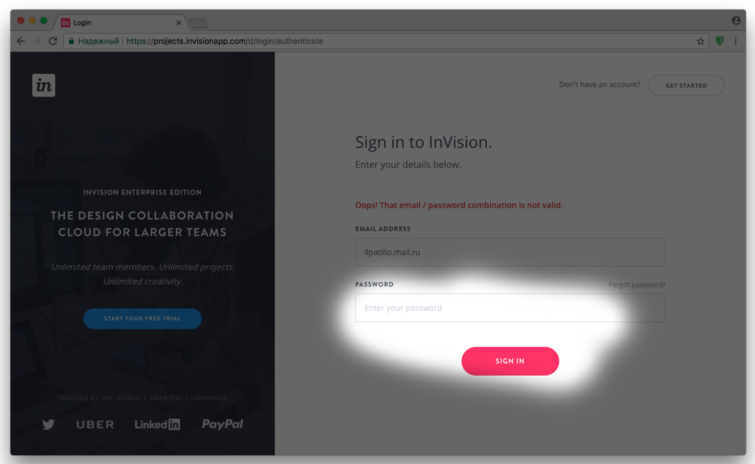 in Login
Надежный https://projects.invisionapp.com/d/login/authenticate
in
Don't have an account? GET STARTED
Sign in to InVision.
Enter your details below.
INVISION ENTERPRISE EDITION
THE DESIGN COLLABORATION
CLOUD FOR LARGER TEAMS
Unlimited team members. Unlimited projects.
Unlimited creativity.
START YOUR FREE TRIAL
Oops! That email / password combination is not valid.
EMAIL ADDRESS
ilpatillo.mail.ru
PASSWORD Forgot password?
Enter your password
SIGN IN
TRUSTED BY THE WORLD'S SMARTEST COMPANIES
UBER LinkedIn PayPal